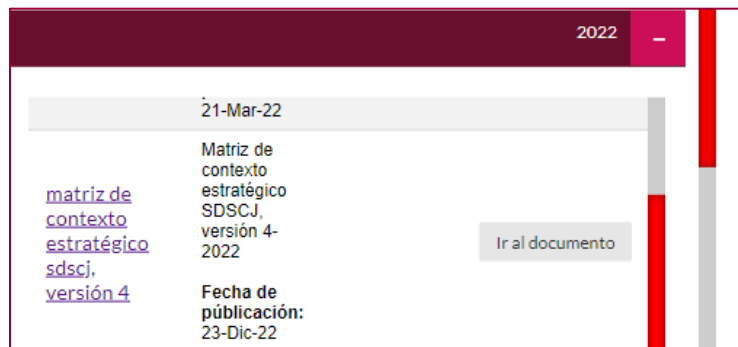 2022
21-Mar-22
matriz de
contexto
estratégico
sdscj,
versión 4
Matriz de
contexto
estratégico
SDSCJ,
versión 4-
2022
Fecha de
públicación:
23-Dic-22
Ir al documento